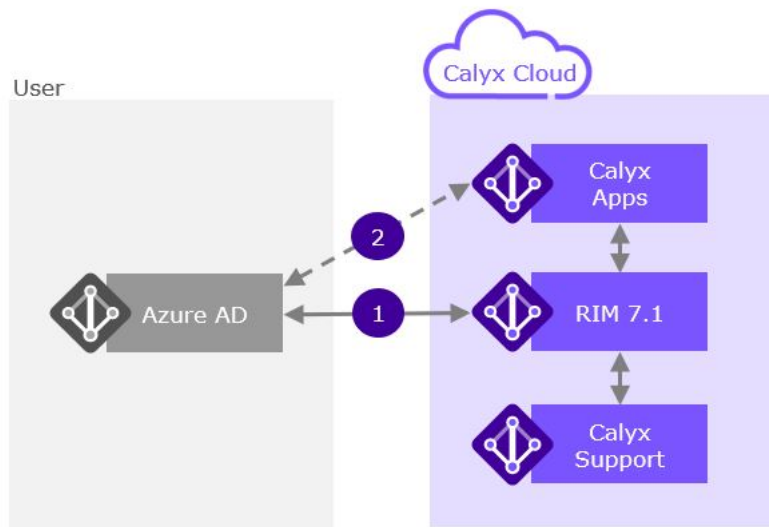 Calyx Cloud
User
Calyx
Apps
2
Azure AD
1
RIM 7.1
Calyx
Support